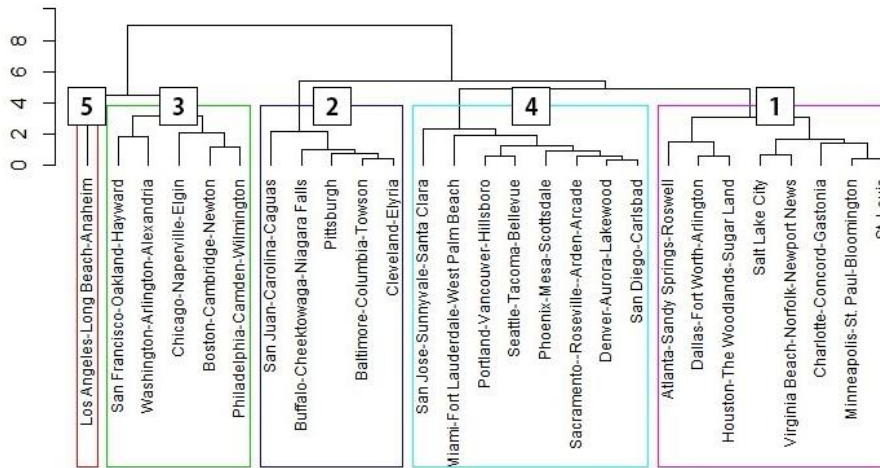 8
6
4
2
0
5
3
2
4
1
Los Angeles-Long Beach-Anaheim
San Francisco-Oakland-Hayward
Washington-Arlington-Alexandria
Chicago-Naperville-Elgin
Boston-Cambridge-Newton
Philadelphia-Camden-Wilmington
San Juan-Carolina-Caguas
Buffalo-Cheektowaga-Niagara Falls
Pittsburgh
Baltimore-Columbia-Towson
Cleveland-Elyria
San Jose-Sunnyvale-Santa Clara
Miami-Fort Lauderdale-West Palm Beach
Portland-Vancouver-Hillsboro
Seattle-Tacoma-Bellevue
Phoenix-Mesa-Scottsdale
Sacramento--Roseville--Arden-Arcade
Denver-Aurora-Lakewood
San Diego-Carlsbad
Atlanta-Sandy Springs-Roswell
Dallas-Fort Worth-Arlington
Houston-The Woodlands-Sugar Land
Salt Lake City
Virginia Beach-Norfolk-Newport News
Charlotte-Concord-Gastonia
Minneapolis-St. Paul-Bloomington